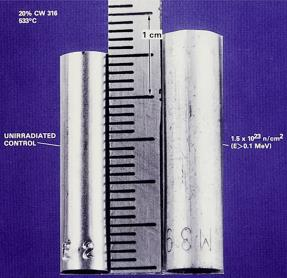 20% CW 316
533°C
1 cm
UNIRRADIATED
CONTROL
1.5 x 10²³ n/cm²
(E>0.1 MeV)